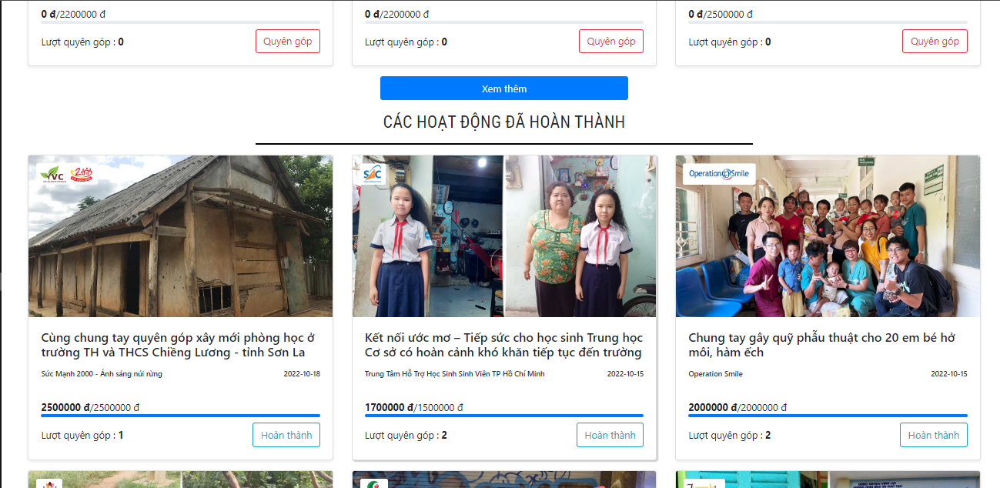 0 đ/2200000 đ
0 đ/2200000 đ
0 đ/2500000 đ
Lượt quyên góp : 0
Quyên góp
Lượt quyên góp : 0
Quyên góp
Lượt quyên góp : 0
Quyên góp
Xem thêm
CÁC HOẠT ĐỘNG ĐÃ HOÀN THÀNH
VC
SAC
Operation Smile
Cùng chung tay quyên góp xây mới phòng học ở
trường TH và THCS Chiềng Lương - tỉnh Sơn La
Sức Mạnh 2000 - Ánh sáng núi rừng
2022-10-18
2500000 đ/2500000 đ
Lượt quyên góp : 1
Hoàn thành
Kết nối ước mơ – Tiếp sức cho học sinh Trung học
Cơ sở có hoàn cảnh khó khăn tiếp tục đến trường
Trung Tâm Hỗ Trợ Học Sinh Sinh Viên TP Hồ Chí Minh
2022-10-15
1700000 đ/1500000 đ
Lượt quyên góp : 2
Hoàn thành
Chung tay gây quỹ phẫu thuật cho 20 em bé hở
môi, hàm ếch
Operation Smile
2022-10-15
2000000 đ/2000000 đ
Lượt quyên góp : 2
Hoàn thành